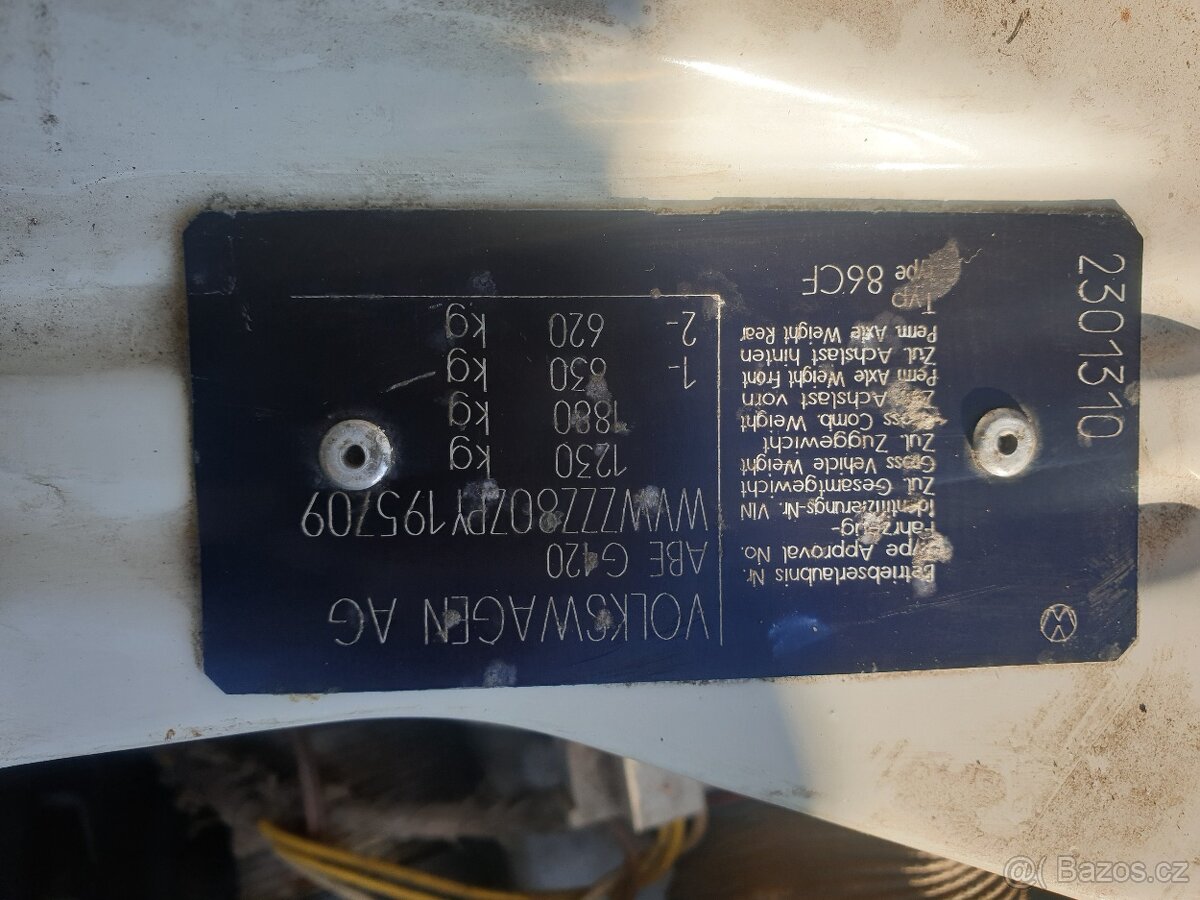 VOLKSWAGEN AG
Betriebserlaubnis Nr.
Type Approval No. ABE G120
Fahrzeug-
Identifizierungs-Nr. VIN WVWZZZ80ZPY195709
Zul. Gesamtgewicht
Gross Vehicle Weight 1230 kg
Zul. Zuggewicht
Gross Comb. Weight 1880 kg
Zul. Achslast vorn
Perm Axle Weight Front 1- 630 kg
Zul. Achslast hinten
Perm. Axle Weight Rear 2- 620 kg
Typ
Type 86CF
2301310
Bazos.cz